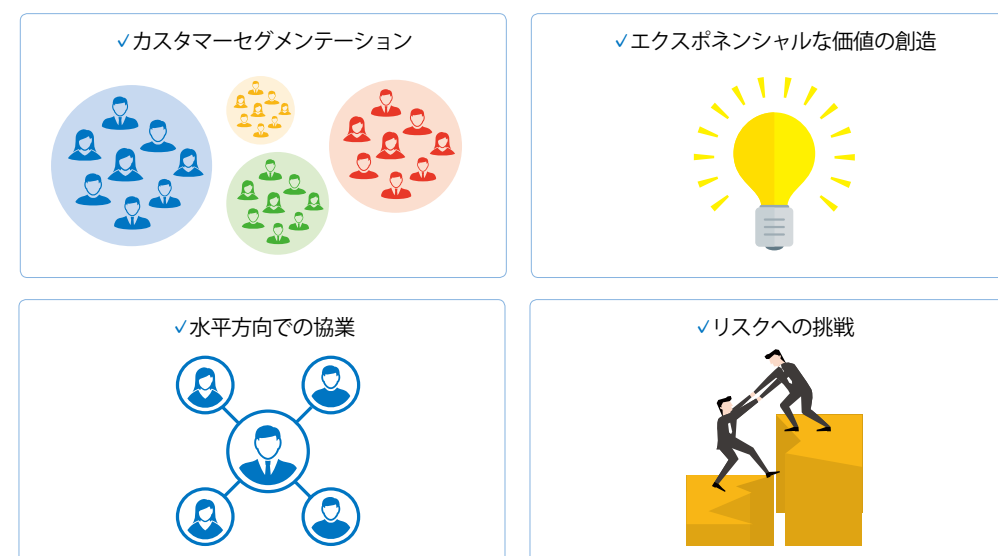 ✓カスタマーセグメンテーション
✓エクスポネンシャルな価値の創造
✓水平方向での協業
✓リスクへの挑戦